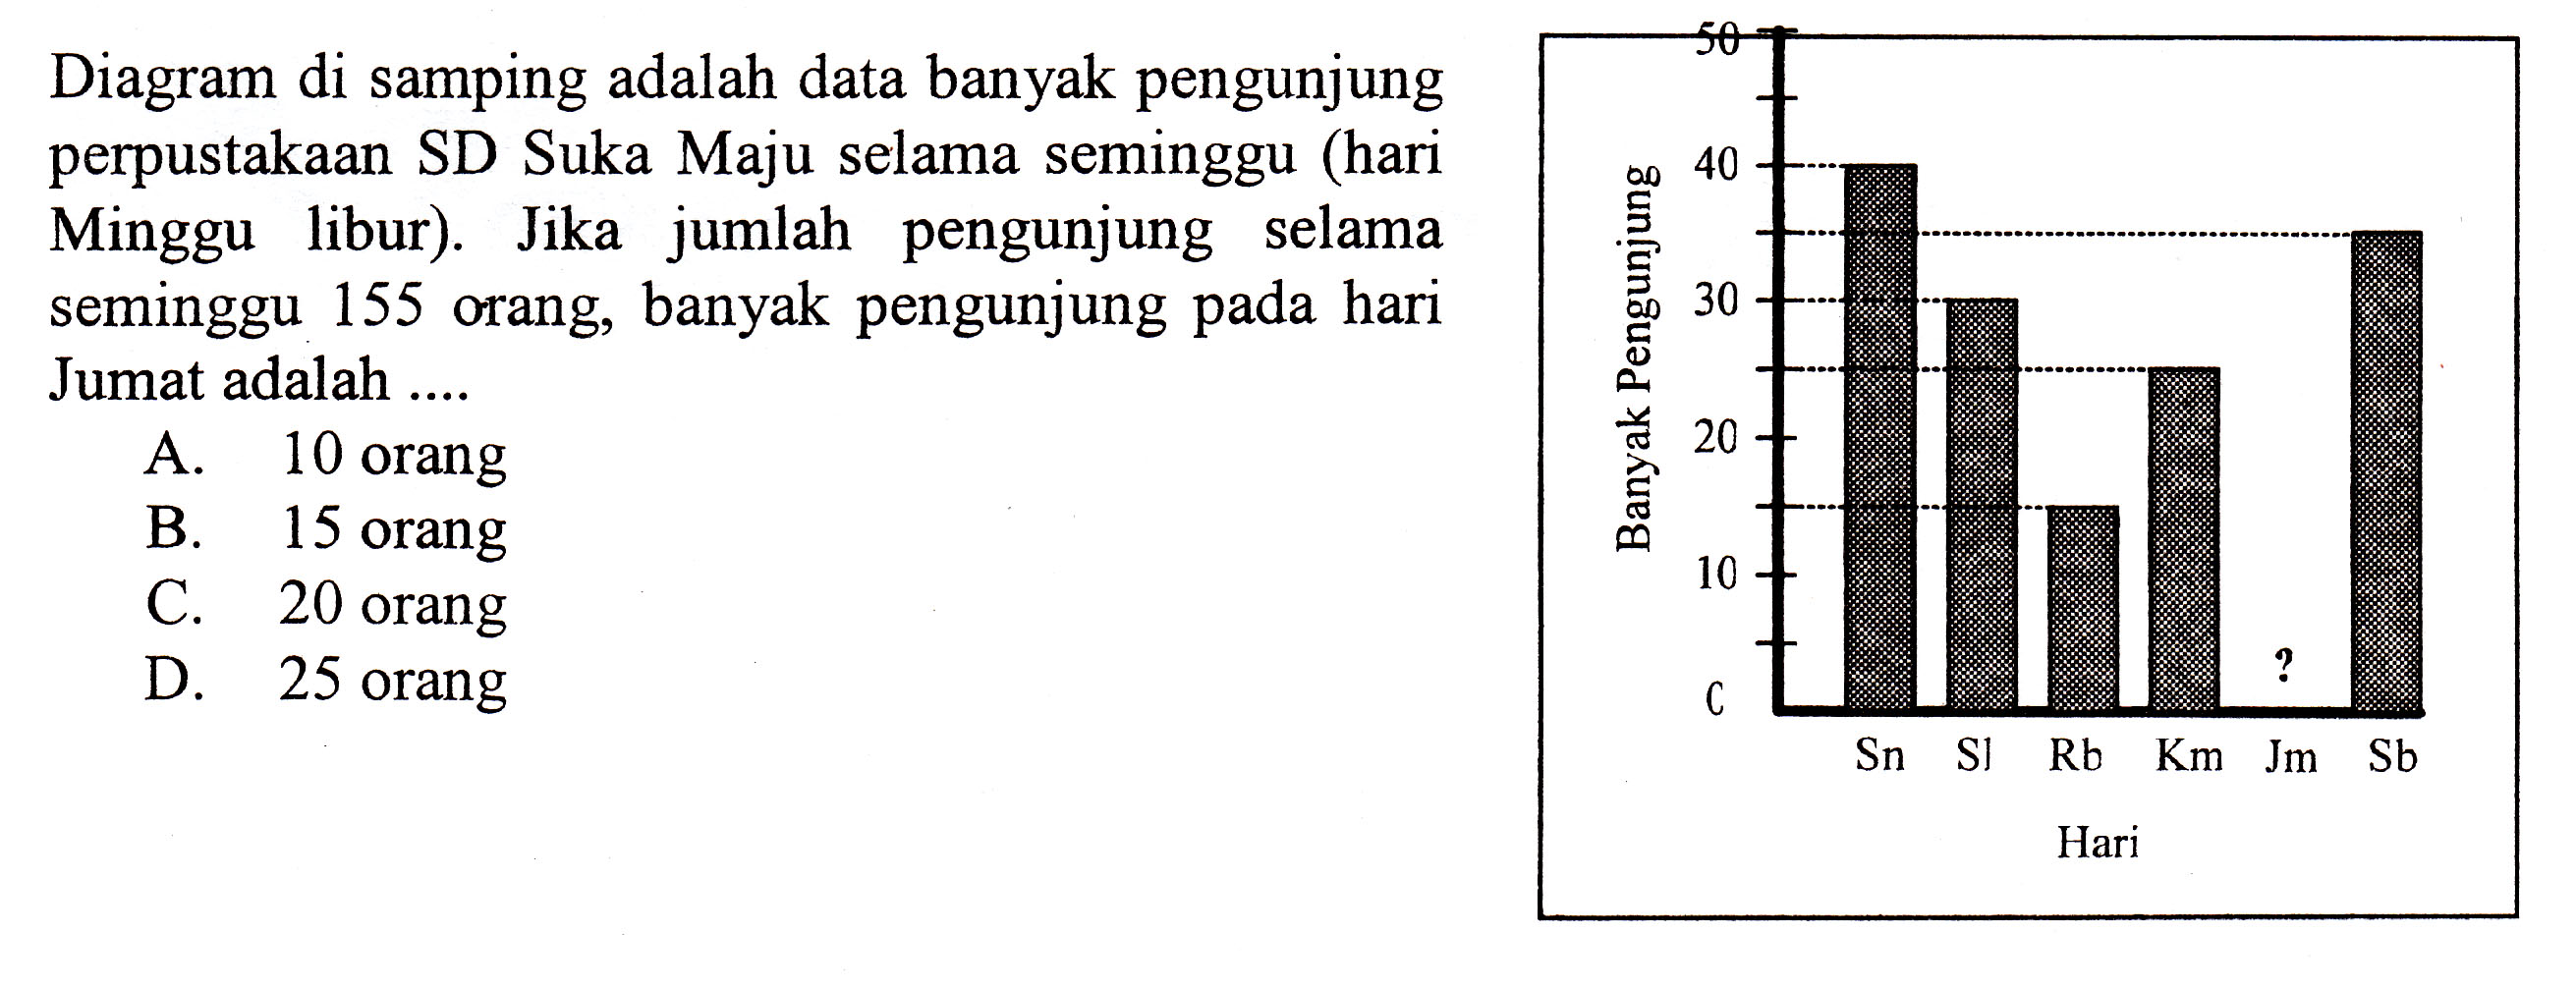 Diagram di samping adalah data banyak pengunjung
perpustakaan SD Suka Maju selama seminggu (hari
Minggu libur). Jika jumlah pengunjung selama
seminggu 155 orang, banyak pengunjung pada hari
Jumat adalah ....
A. 10 orang
B. 15 orang
C. 20 orang
D. 25 orang
Banyak Pengunjung
50
40
30
20
10
0
?
Sn Sl Rb Km Jm Sb
Hari